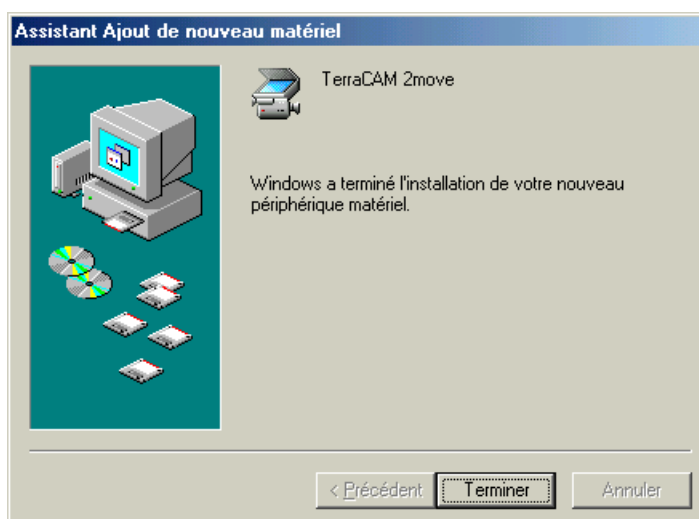 Assistant Ajout de nouveau matériel
TerraCAM 2move
Windows a terminé l'installation de votre nouveau
périphérique matériel.
< Précédent
Terminer
Annuler